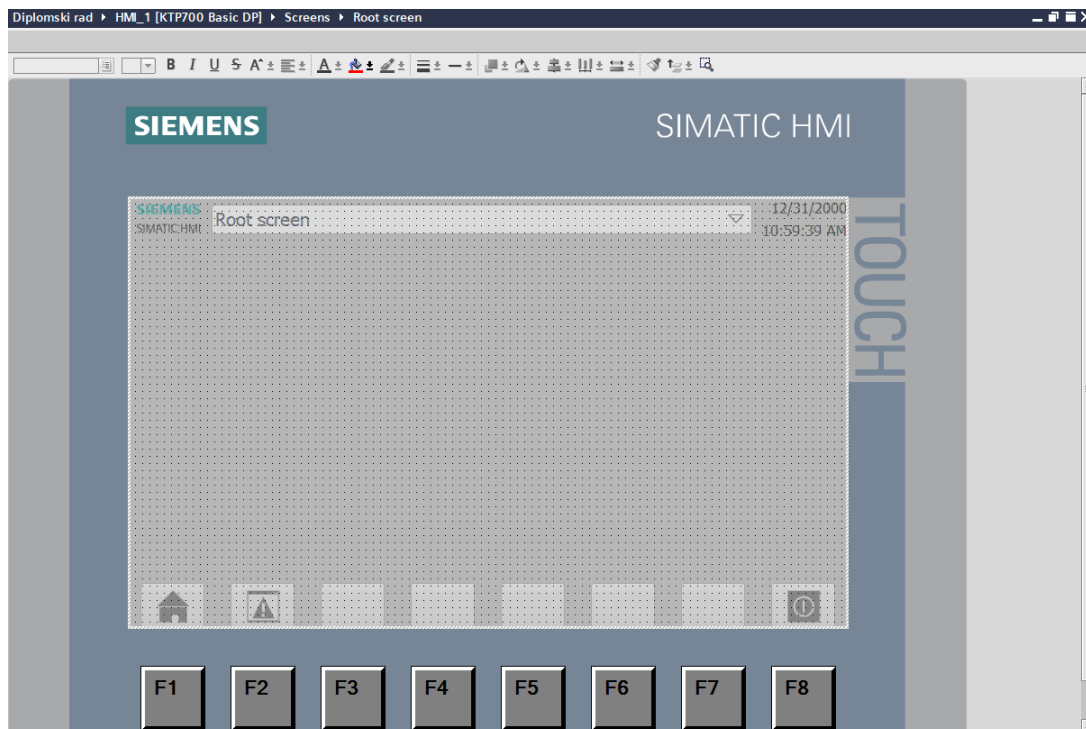 Diplomski rad ▸ HMI_1 [KTP700 Basic DP] ▸ Screens ▸ Root screen
B I U S A A
SIEMENS SIMATIC HMI
SIEMENS
SIMATIC HMI
Root screen
12/31/2000
10:59:39 AM
TOUCH
F1 F2 F3 F4 F5 F6 F7 F8